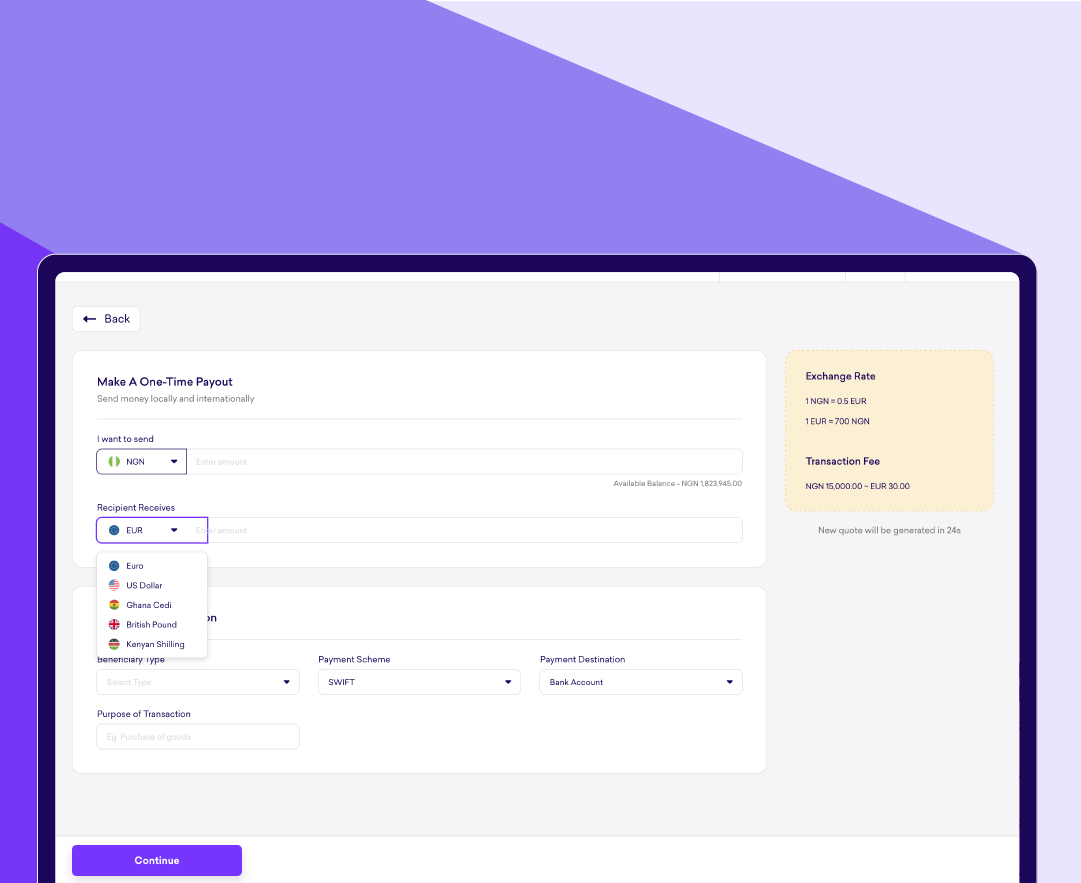 Back
Make A One-Time Payout
Send money locally and internationally
I want to send
NGN
Enter amount
Available Balance - NGN 1,823,945.00
Recipient Receives
EUR
Enter amount
Euro
US Dollar
Ghana Cedi
British Pound
Kenyan Shilling
on
Beneficiary Type
Select Type
Payment Scheme
SWIFT
Payment Destination
Bank Account
Purpose of Transaction
Eg. Purchase of goods
Continue
Exchange Rate
1 NGN = 0.5 EUR
1 EUR = 700 NGN
Transaction Fee
NGN 15,000.00 ~ EUR 30.00
New quote will be generated in 24s